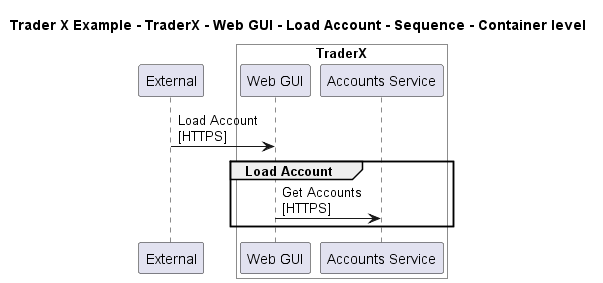 Trader X Example - TraderX - Web GUI - Load Account - Sequence - Container level
TraderX
External
Web GUI
Accounts Service
Load Account
[HTTPS]
Load Account
Get Accounts
[HTTPS]
External
Web GUI
Accounts Service